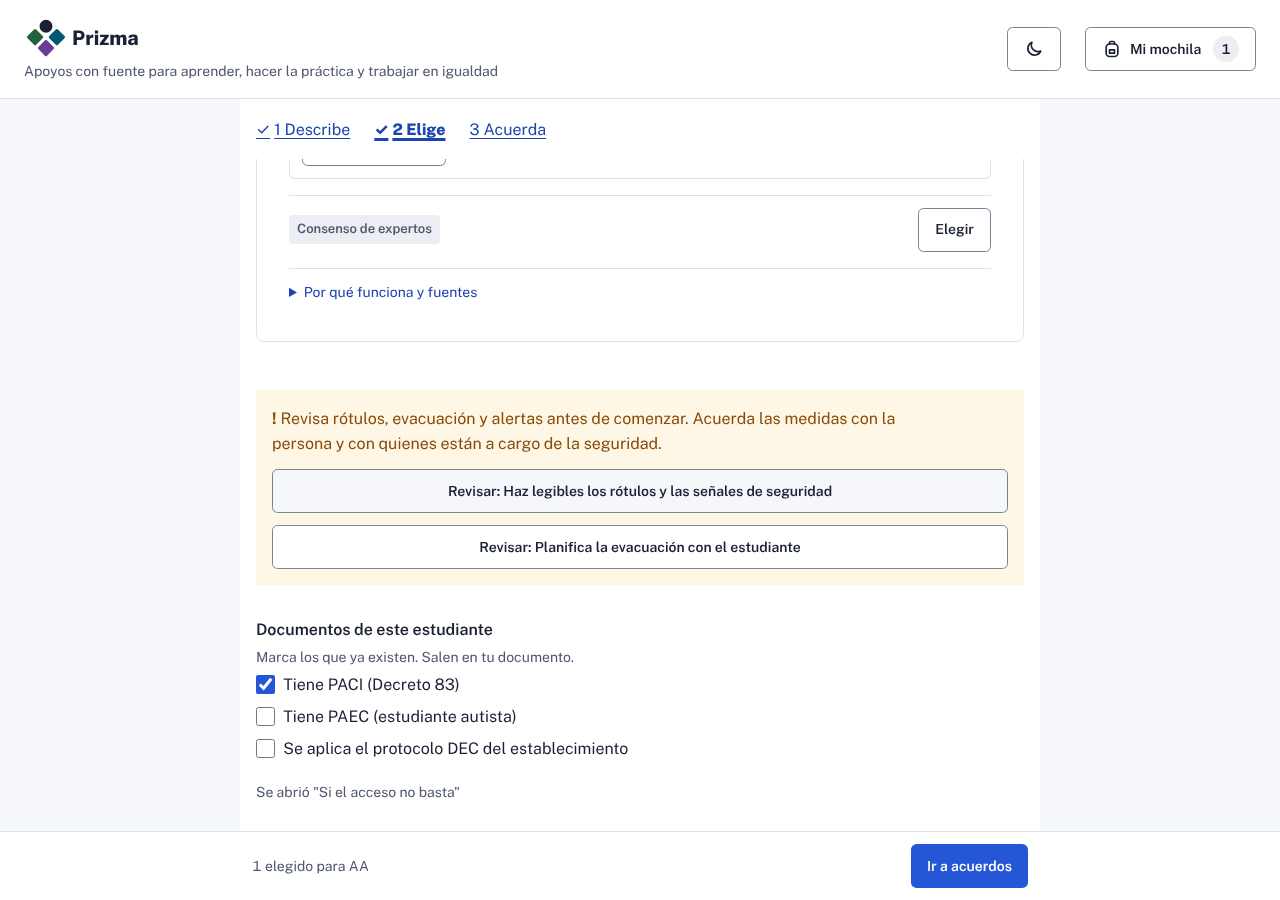 Prizma
Apoyos con fuente para aprender, hacer la práctica y trabajar en igualdad
Mi mochila 1
1 Describe
2 Elige
3 Acuerda
Consenso de expertos
Elegir
Por qué funciona y fuentes
! Revisa rótulos, evacuación y alertas antes de comenzar. Acuerda las medidas con la
persona y con quienes están a cargo de la seguridad.
Revisar: Haz legibles los rótulos y las señales de seguridad
Revisar: Planifica la evacuación con el estudiante
Documentos de este estudiante
Marca los que ya existen. Salen en tu documento.
Tiene PACI (Decreto 83)
Tiene PAEC (estudiante autista)
Se aplica el protocolo DEC del establecimiento
Se abrió "Si el acceso no basta"
1 elegido para AA
Ir a acuerdos